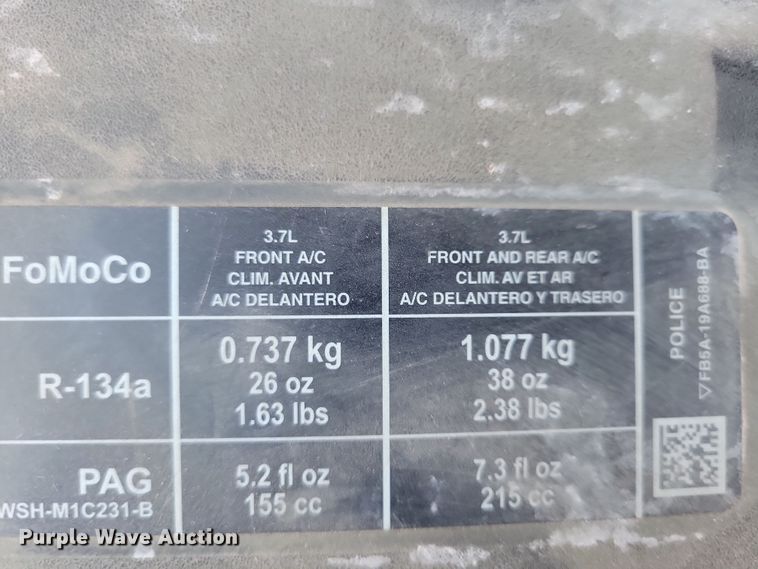 FoMoCo
3.7L
FRONT A/C
CLIM. AVANT
A/C DELANTERO
3.7L
FRONT AND REAR A/C
CLIM. AV ET AR
A/C DELANTERO Y TRASERO
R-134a
0.737 kg
26 oz
1.63 lbs
1.077 kg
38 oz
2.38 lbs
PAG
WSH-M1C231-B
5.2 fl oz
155 cc
7.3 fl oz
215 cc
POLICE
▽FB5A-19A688-BA
Purple Wave Auction